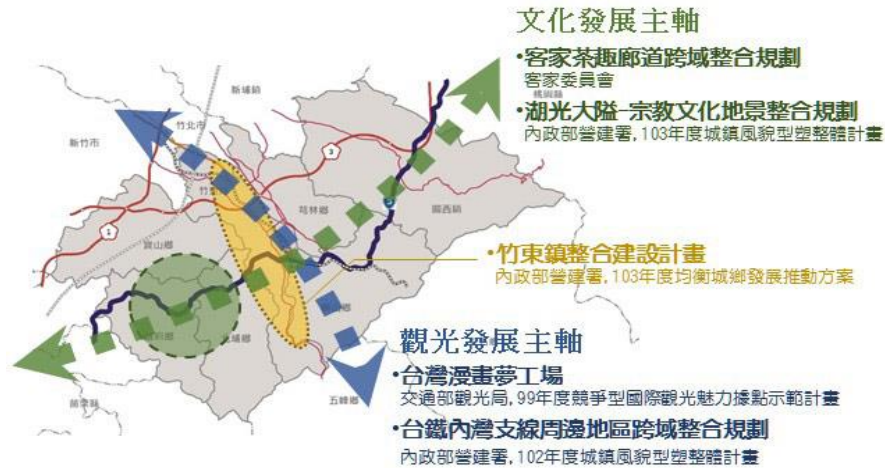 文化發展主軸
•客家茶趣廊道跨域整合規劃
客家委員會
•湖光大隘-宗教文化地景整合規劃
內政部營建署,103年度城鎮風貌型塑整體計畫
桃園縣
新埔鎮
竹北市
新竹市
3
芎林鄉
關西鎮
1
寶山鄉
•竹東鎮整合建設計畫
內政部營建署,103年度均衡城鄉發展推動方案
五峰鄉
苗栗縣
觀光發展主軸
•台灣漫畫夢工場
交通部觀光局,99年度競爭型國際觀光魅力據點示範計畫
•台鐵內灣支線周邊地區跨域整合規劃
內政部營建署,102年度城鎮風貌型塑整體計畫